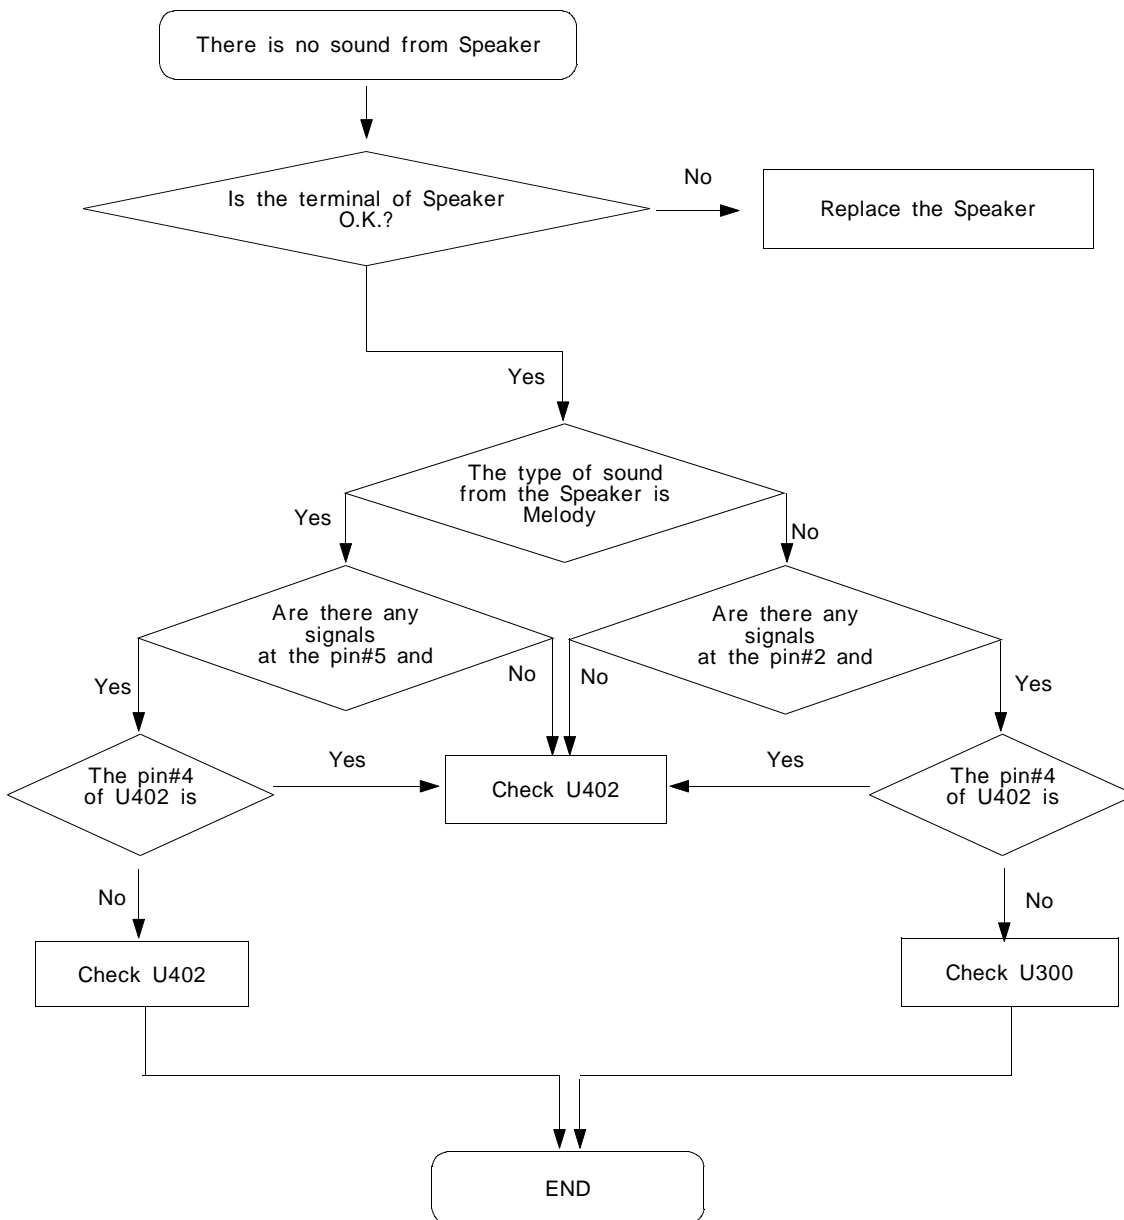 There is no sound from Speaker
Is the terminal of Speaker
O.K.?
No
Replace the Speaker
Yes
The type of sound
from the Speaker is
Melody
Yes
No
Are there any
signals
at the pin#5 and
Are there any
signals
at the pin#2 and
Yes
No
No
Yes
The pin#4
of U402 is
Yes
Check U402
Yes
The pin#4
of U402 is
No
No
Check U402
Check U300
END